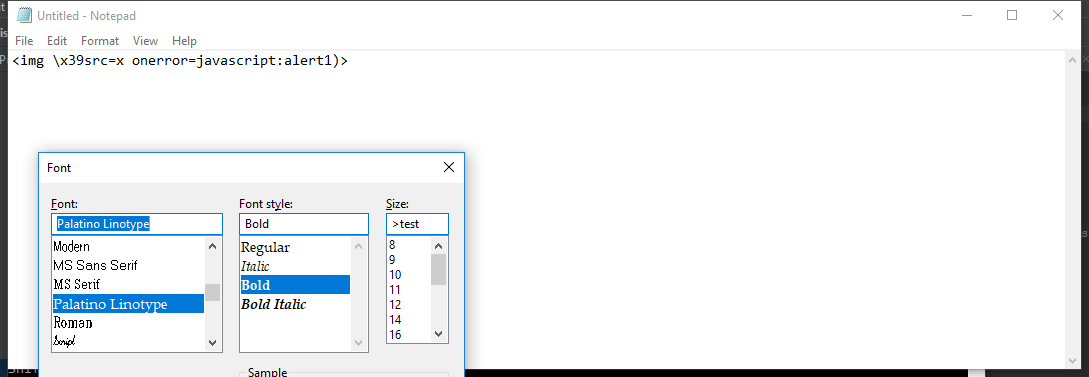 Untitled - Notepad
File Edit Format View Help
<img \x39src=x onerror=javascript:alert1)>
Font
Font: Font style: Size:
Palatino Linotype Bold >test
Modern Regular 8
MS Sans Serif Italic 9
MS Serif Bold 10
Palatino Linotype Bold Italic 11
Roman 12
Script 14
16
Sample